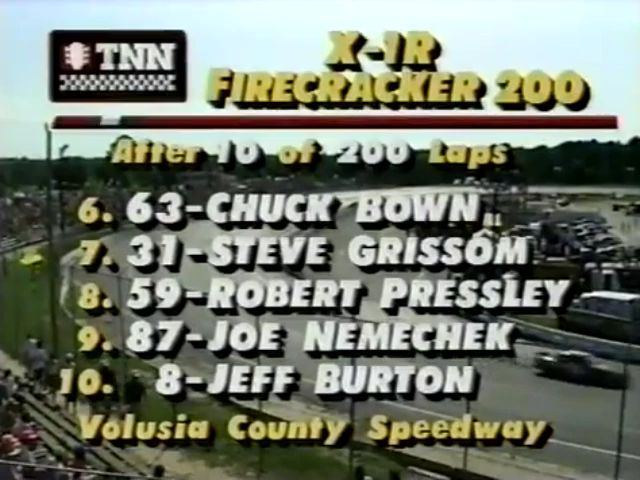 TNN
X-1R
FIRECRACKER 200
After 10 of 200 Laps
6. 63-CHUCK BOWN
7. 31-STEVE GRISSOM
8. 59-ROBERT PRESSLEY
9. 87-JOE NEMECHEK
10. 8-JEFF BURTON
Volusia County Speedway